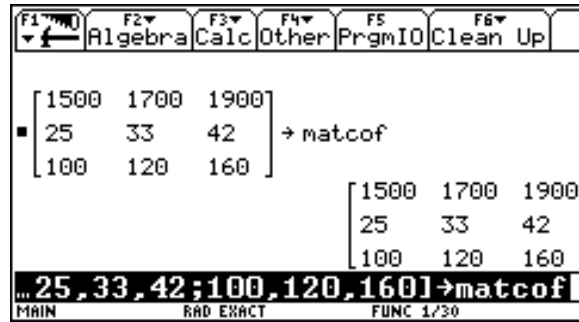 F1 F2 F3 F4 F5 F6
Algebra Calc Other PrgmIO Clean Up
1500 1700 1900
25 33 42 → matcof
100 120 160
1500 1700 1900
25 33 42
100 120 160
…25,33,42;100,120,160]→matcof
MAIN RAD EXACT FUNC 1/30